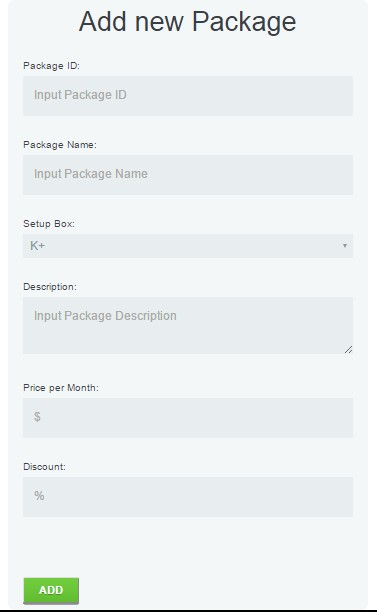 Add new Package
Package ID:
Input Package ID
Package Name:
Input Package Name
Setup Box:
K+
Description:
Input Package Description
Price per Month:
$
Discount:
%
ADD